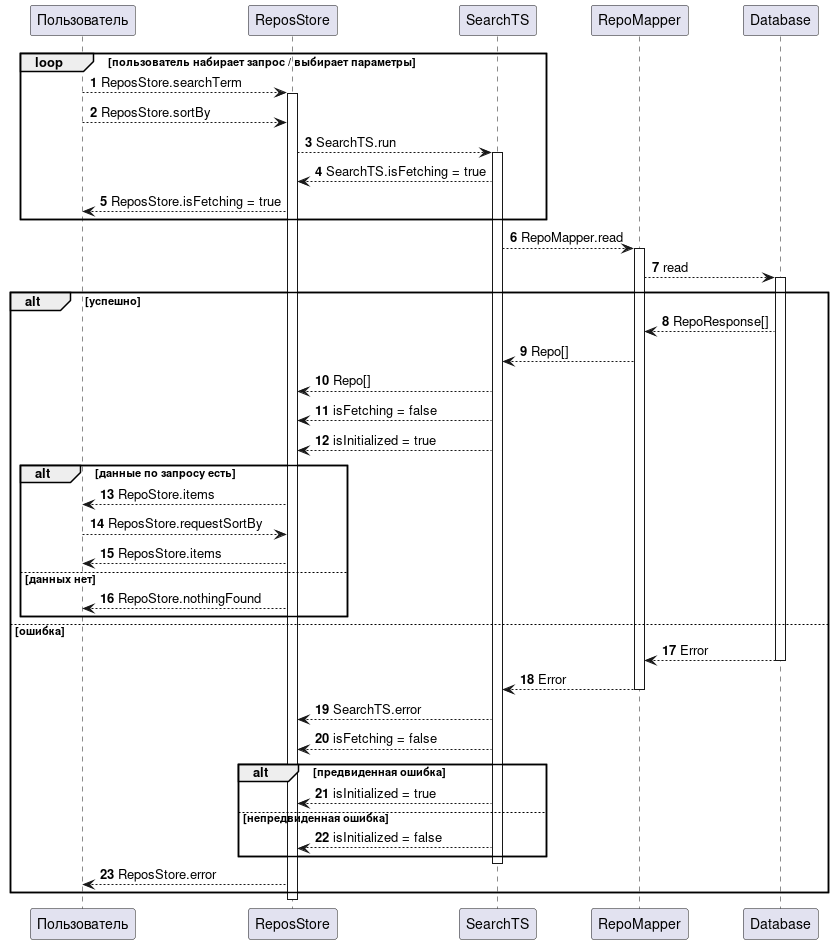 Пользователь ReposStore SearchTS RepoMapper Database
loop [пользователь набирает запрос / выбирает параметры]
1 ReposStore.searchTerm
2 ReposStore.sortBy
3 SearchTS.run
4 SearchTS.isFetching = true
5 ReposStore.isFetching = true
6 RepoMapper.read
7 read
alt [успешно]
8 RepoResponse[]
9 Repo[]
10 Repo[]
11 isFetching = false
12 isInitialized = true
alt [данные по запросу есть]
13 RepoStore.items
14 ReposStore.requestSortBy
15 ReposStore.items
[данных нет]
16 RepoStore.nothingFound
[ошибка]
17 Error
18 Error
19 SearchTS.error
20 isFetching = false
alt [предвиденная ошибка]
21 isInitialized = true
[непредвиденная ошибка]
22 isInitialized = false
23 ReposStore.error
Пользователь ReposStore SearchTS RepoMapper Database